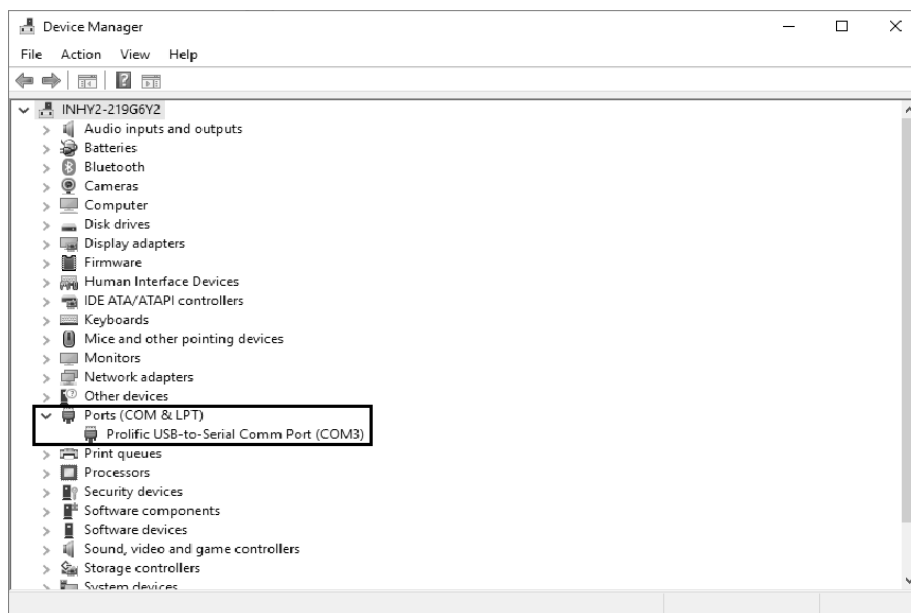 Device Manager
File Action View Help
INHY2-219G6Y2
Audio inputs and outputs
Batteries
Bluetooth
Cameras
Computer
Disk drives
Display adapters
Firmware
Human Interface Devices
IDE ATA/ATAPI controllers
Keyboards
Mice and other pointing devices
Monitors
Network adapters
Other devices
Ports (COM & LPT)
Prolific USB-to-Serial Comm Port (COM3)
Print queues
Processors
Security devices
Software components
Software devices
Sound, video and game controllers
Storage controllers
System devices